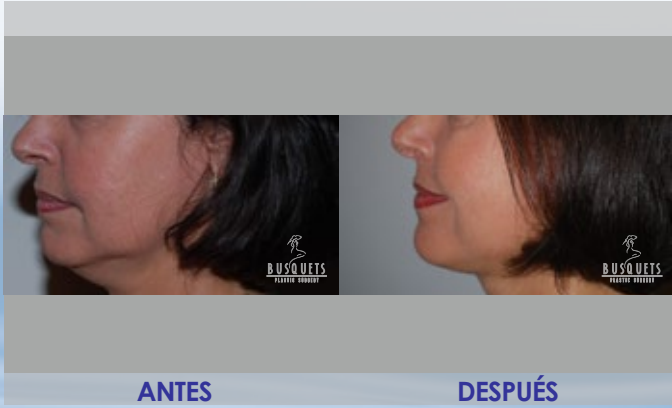 BUSQUETS
PLASTIC SURGERY
BUSQUETS
PLASTIC SURGERY
ANTES
DESPUÉS